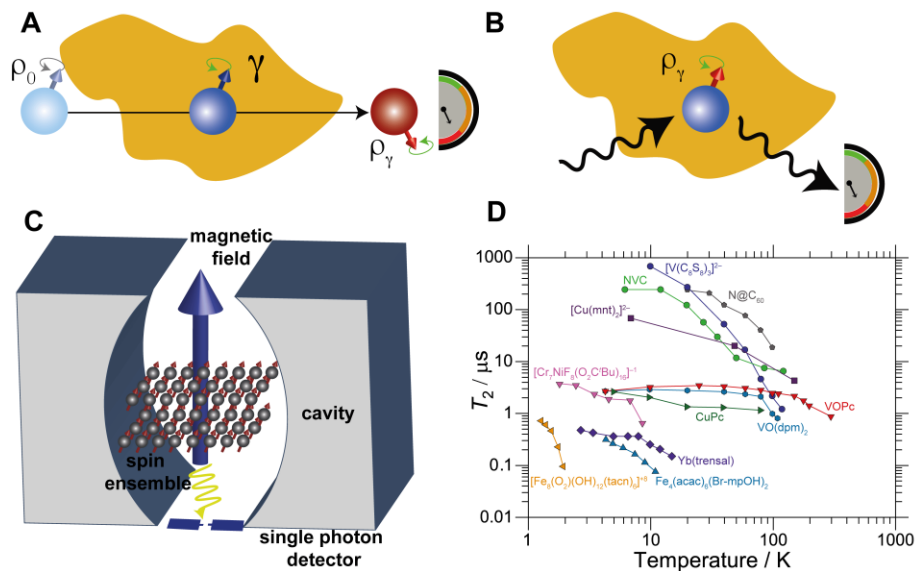 A
ρ₀
γ
ργ
B
ργ
C
magnetic
field
cavity
spin
ensemble
single photon
detector
D
T₂ / μs
1000
100
10
1
0.1
0.01
[V(C₈S₈)₃]²⁻
NVC
N@C₆₀
[Cu(mnt)₂]²⁻
[Cr₇NiF₈(O₂CᵗBu)₁₆]⁻¹
VOPc
CuPc
VO(dpm)₂
Yb(trensal)
[Fe₈(O₂)(OH)₁₂(tacn)₆]⁺⁸
Fe₄(acac)₆(Br-mpOH)₂
1
10
100
1000
Temperature / K